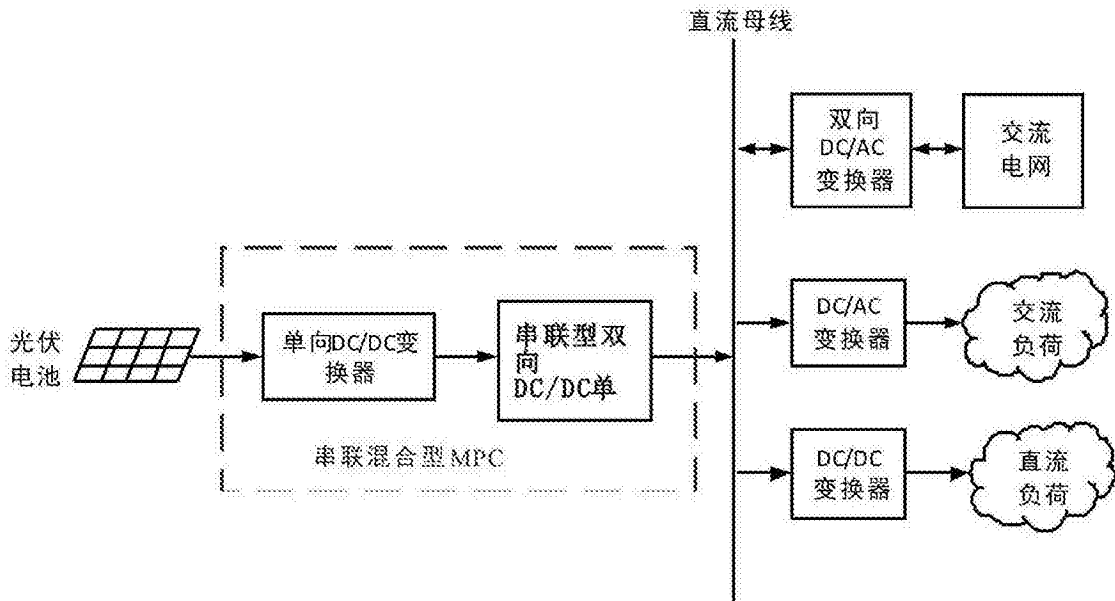 直流母线
双向
DC/AC
变换器
交流
电网
光伏
电池
单向DC/DC变
换器
串联型双
向
DC/DC单
串联混合型MPC
DC/AC
变换器
交流
负荷
DC/DC
变换器
直流
负荷